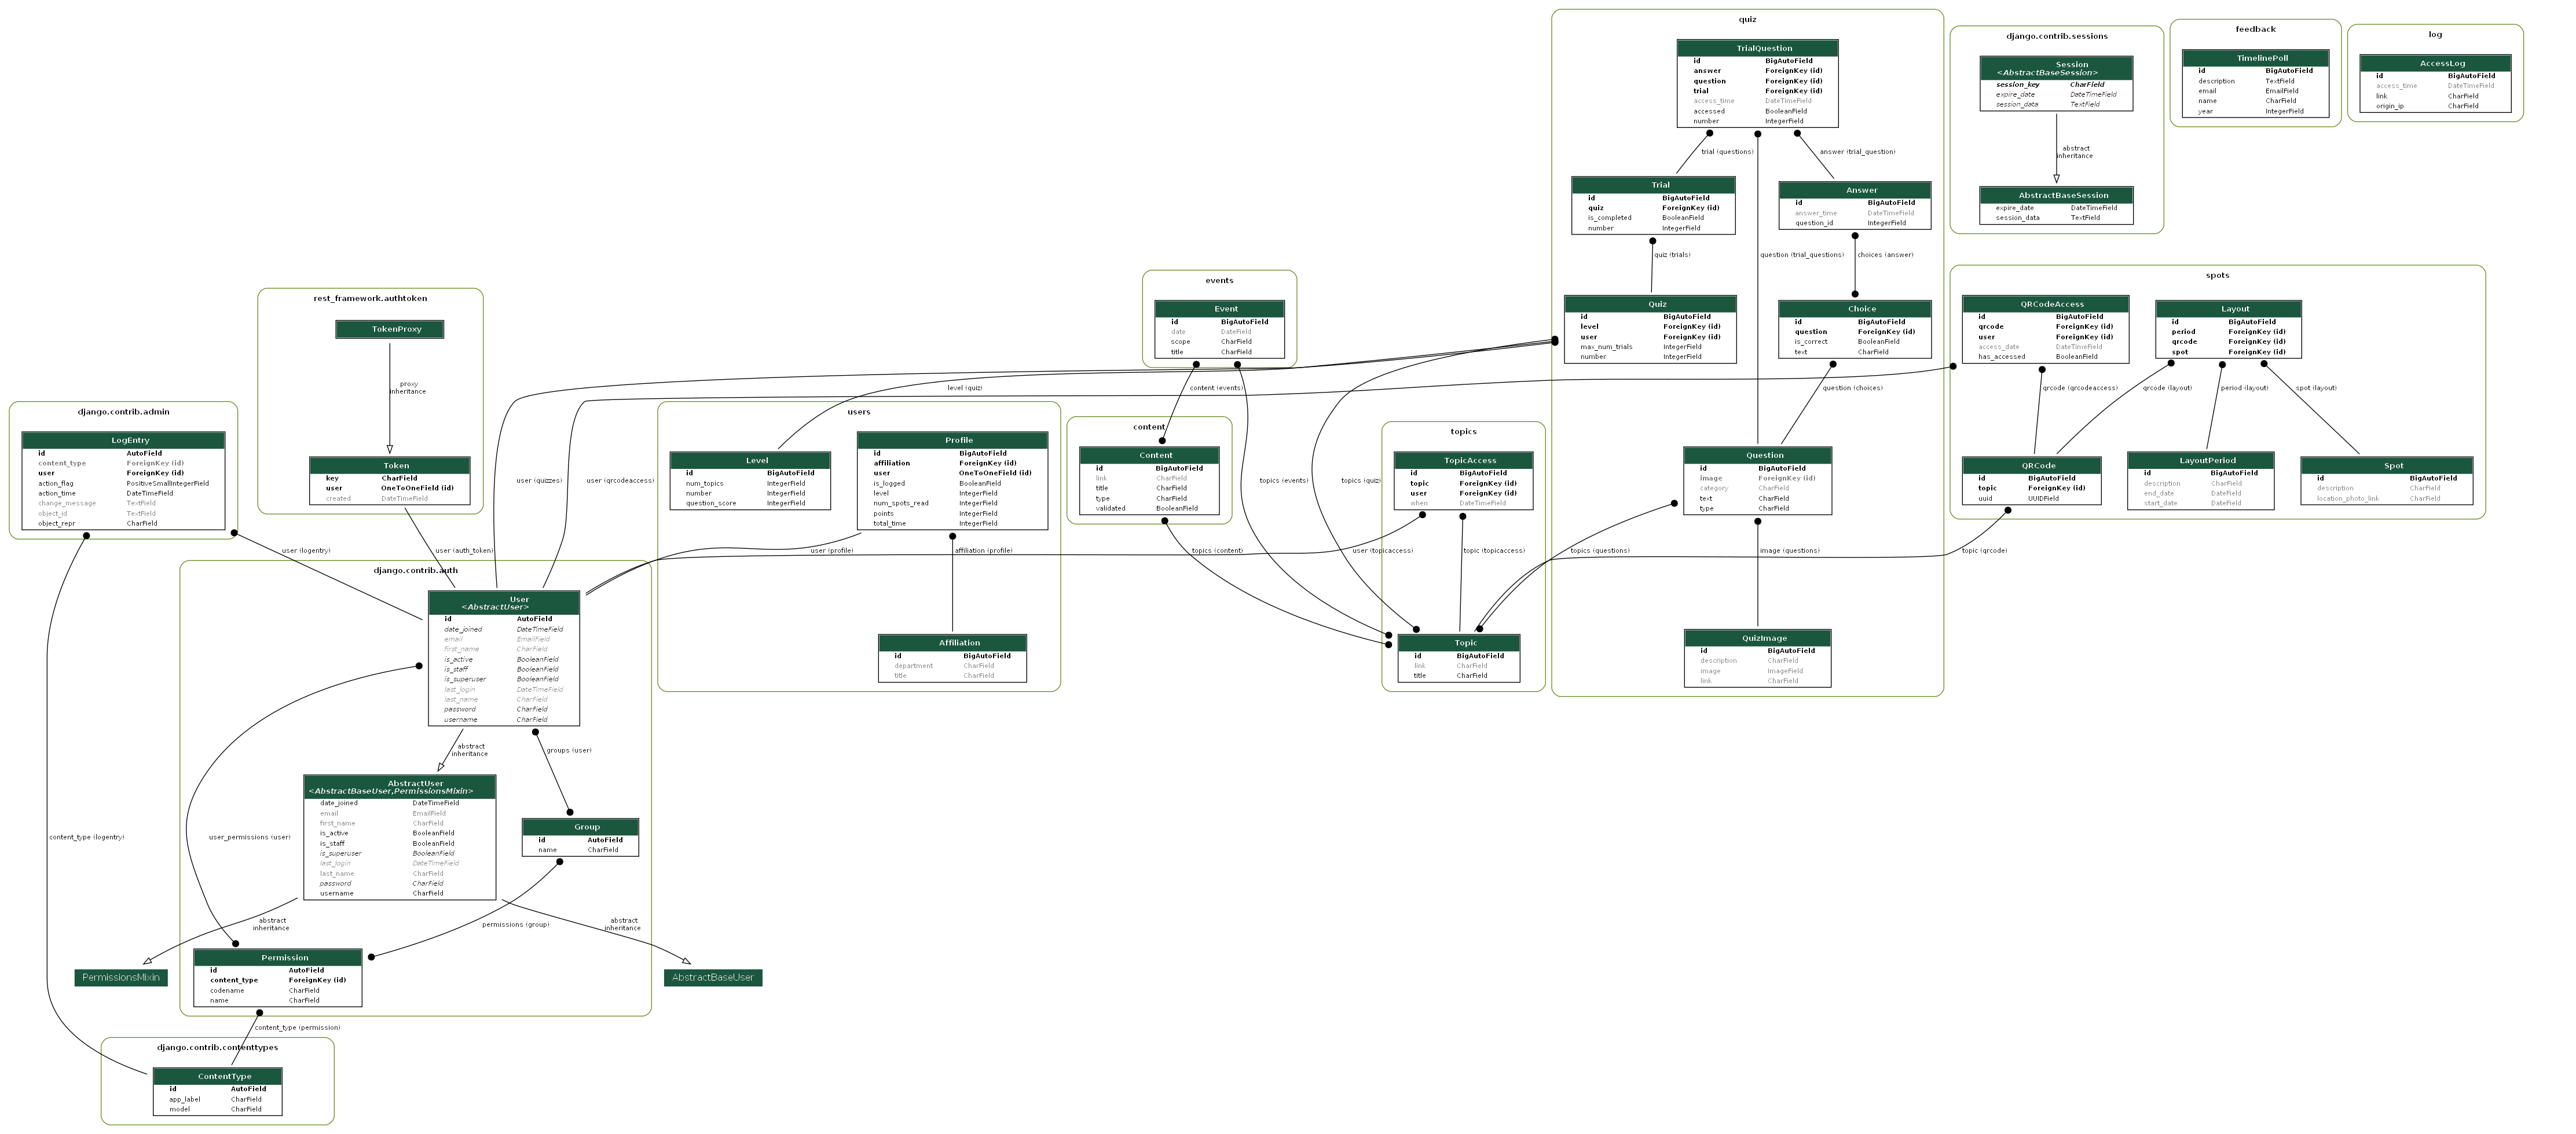 quiz
TrialQuestion
id BigAutoField
answer ForeignKey (id)
question ForeignKey (id)
trial ForeignKey (id)
access_time DateTimeField
accessed BooleanField
number IntegerField
trial (questions)
answer (trial_question)
Trial
id BigAutoField
quiz ForeignKey (id)
is_completed BooleanField
number IntegerField
Answer
id BigAutoField
answer_time DateTimeField
question_id IntegerField
quiz (trials)
question (trial_questions)
choices (answer)
Quiz
id BigAutoField
level ForeignKey (id)
user ForeignKey (id)
max_num_trials IntegerField
number IntegerField
Choice
id BigAutoField
question ForeignKey (id)
is_correct BooleanField
text CharField
question (choices)
Question
id BigAutoField
image ForeignKey (id)
category CharField
text CharField
type CharField
topics (questions)
image (questions)
QuizImage
id BigAutoField
description CharField
image ImageField
link CharField
django.contrib.sessions
Session
<AbstractBaseSession>
session_key CharField
expire_date DateTimeField
session_data TextField
abstract
inheritance
AbstractBaseSession
expire_date DateTimeField
session_data TextField
feedback
TimelinePoll
id BigAutoField
description TextField
email EmailField
name CharField
year IntegerField
log
AccessLog
id BigAutoField
access_time DateTimeField
link CharField
origin_ip CharField
spots
QRCodeAccess
id BigAutoField
qrcode ForeignKey (id)
user ForeignKey (id)
access_date DateTimeField
has_accessed BooleanField
Layout
id BigAutoField
period ForeignKey (id)
qrcode ForeignKey (id)
spot ForeignKey (id)
qrcode (qrcodeaccess)
qrcode (layout)
period (layout)
spot (layout)
QRCode
id BigAutoField
topic ForeignKey (id)
uuid UUIDField
LayoutPeriod
id BigAutoField
description CharField
end_date DateField
start_date DateField
Spot
id BigAutoField
description CharField
location_photo_link CharField
topic (qrcode)
events
Event
id BigAutoField
date DateField
scope CharField
title CharField
content (events)
topics (events)
topics (quiz)
rest_framework.authtoken
TokenProxy
proxy
inheritance
Token
key CharField
user OneToOneField (id)
created DateTimeField
user (auth_token)
django.contrib.admin
LogEntry
id AutoField
content_type ForeignKey (id)
user ForeignKey (id)
action_flag PositiveSmallIntegerField
action_time DateTimeField
change_message TextField
object_id TextField
object_repr CharField
user (logentry)
content_type (logentry)
user (quizzes)
user (qrcodeaccess)
level (quiz)
users
Level
id BigAutoField
num_topics IntegerField
number IntegerField
question_score IntegerField
Profile
id BigAutoField
affiliation ForeignKey (id)
user OneToOneField (id)
is_logged BooleanField
level IntegerField
num_spots_read IntegerField
points IntegerField
total_time IntegerField
user (profile)
affiliation (profile)
Affiliation
id BigAutoField
department CharField
title CharField
content
Content
id BigAutoField
link CharField
title CharField
type CharField
validated BooleanField
topics (content)
topics
TopicAccess
id BigAutoField
topic ForeignKey (id)
user ForeignKey (id)
when DateTimeField
user (topicaccess)
topic (topicaccess)
Topic
id BigAutoField
link CharField
title CharField
django.contrib.auth
User
<AbstractUser>
id AutoField
date_joined DateTimeField
email EmailField
first_name CharField
is_active BooleanField
is_staff BooleanField
is_superuser BooleanField
last_login DateTimeField
last_name CharField
password CharField
username CharField
abstract
inheritance
groups (user)
user_permissions (user)
AbstractUser
<AbstractBaseUser,PermissionsMixin>
date_joined DateTimeField
email EmailField
first_name CharField
is_active BooleanField
is_staff BooleanField
is_superuser BooleanField
last_login DateTimeField
last_name CharField
password CharField
username CharField
Group
id AutoField
name CharField
abstract
inheritance
permissions (group)
abstract
inheritance
PermissionsMixin
Permission
id AutoField
content_type ForeignKey (id)
codename CharField
name CharField
AbstractBaseUser
content_type (permission)
django.contrib.contenttypes
ContentType
id AutoField
app_label CharField
model CharField